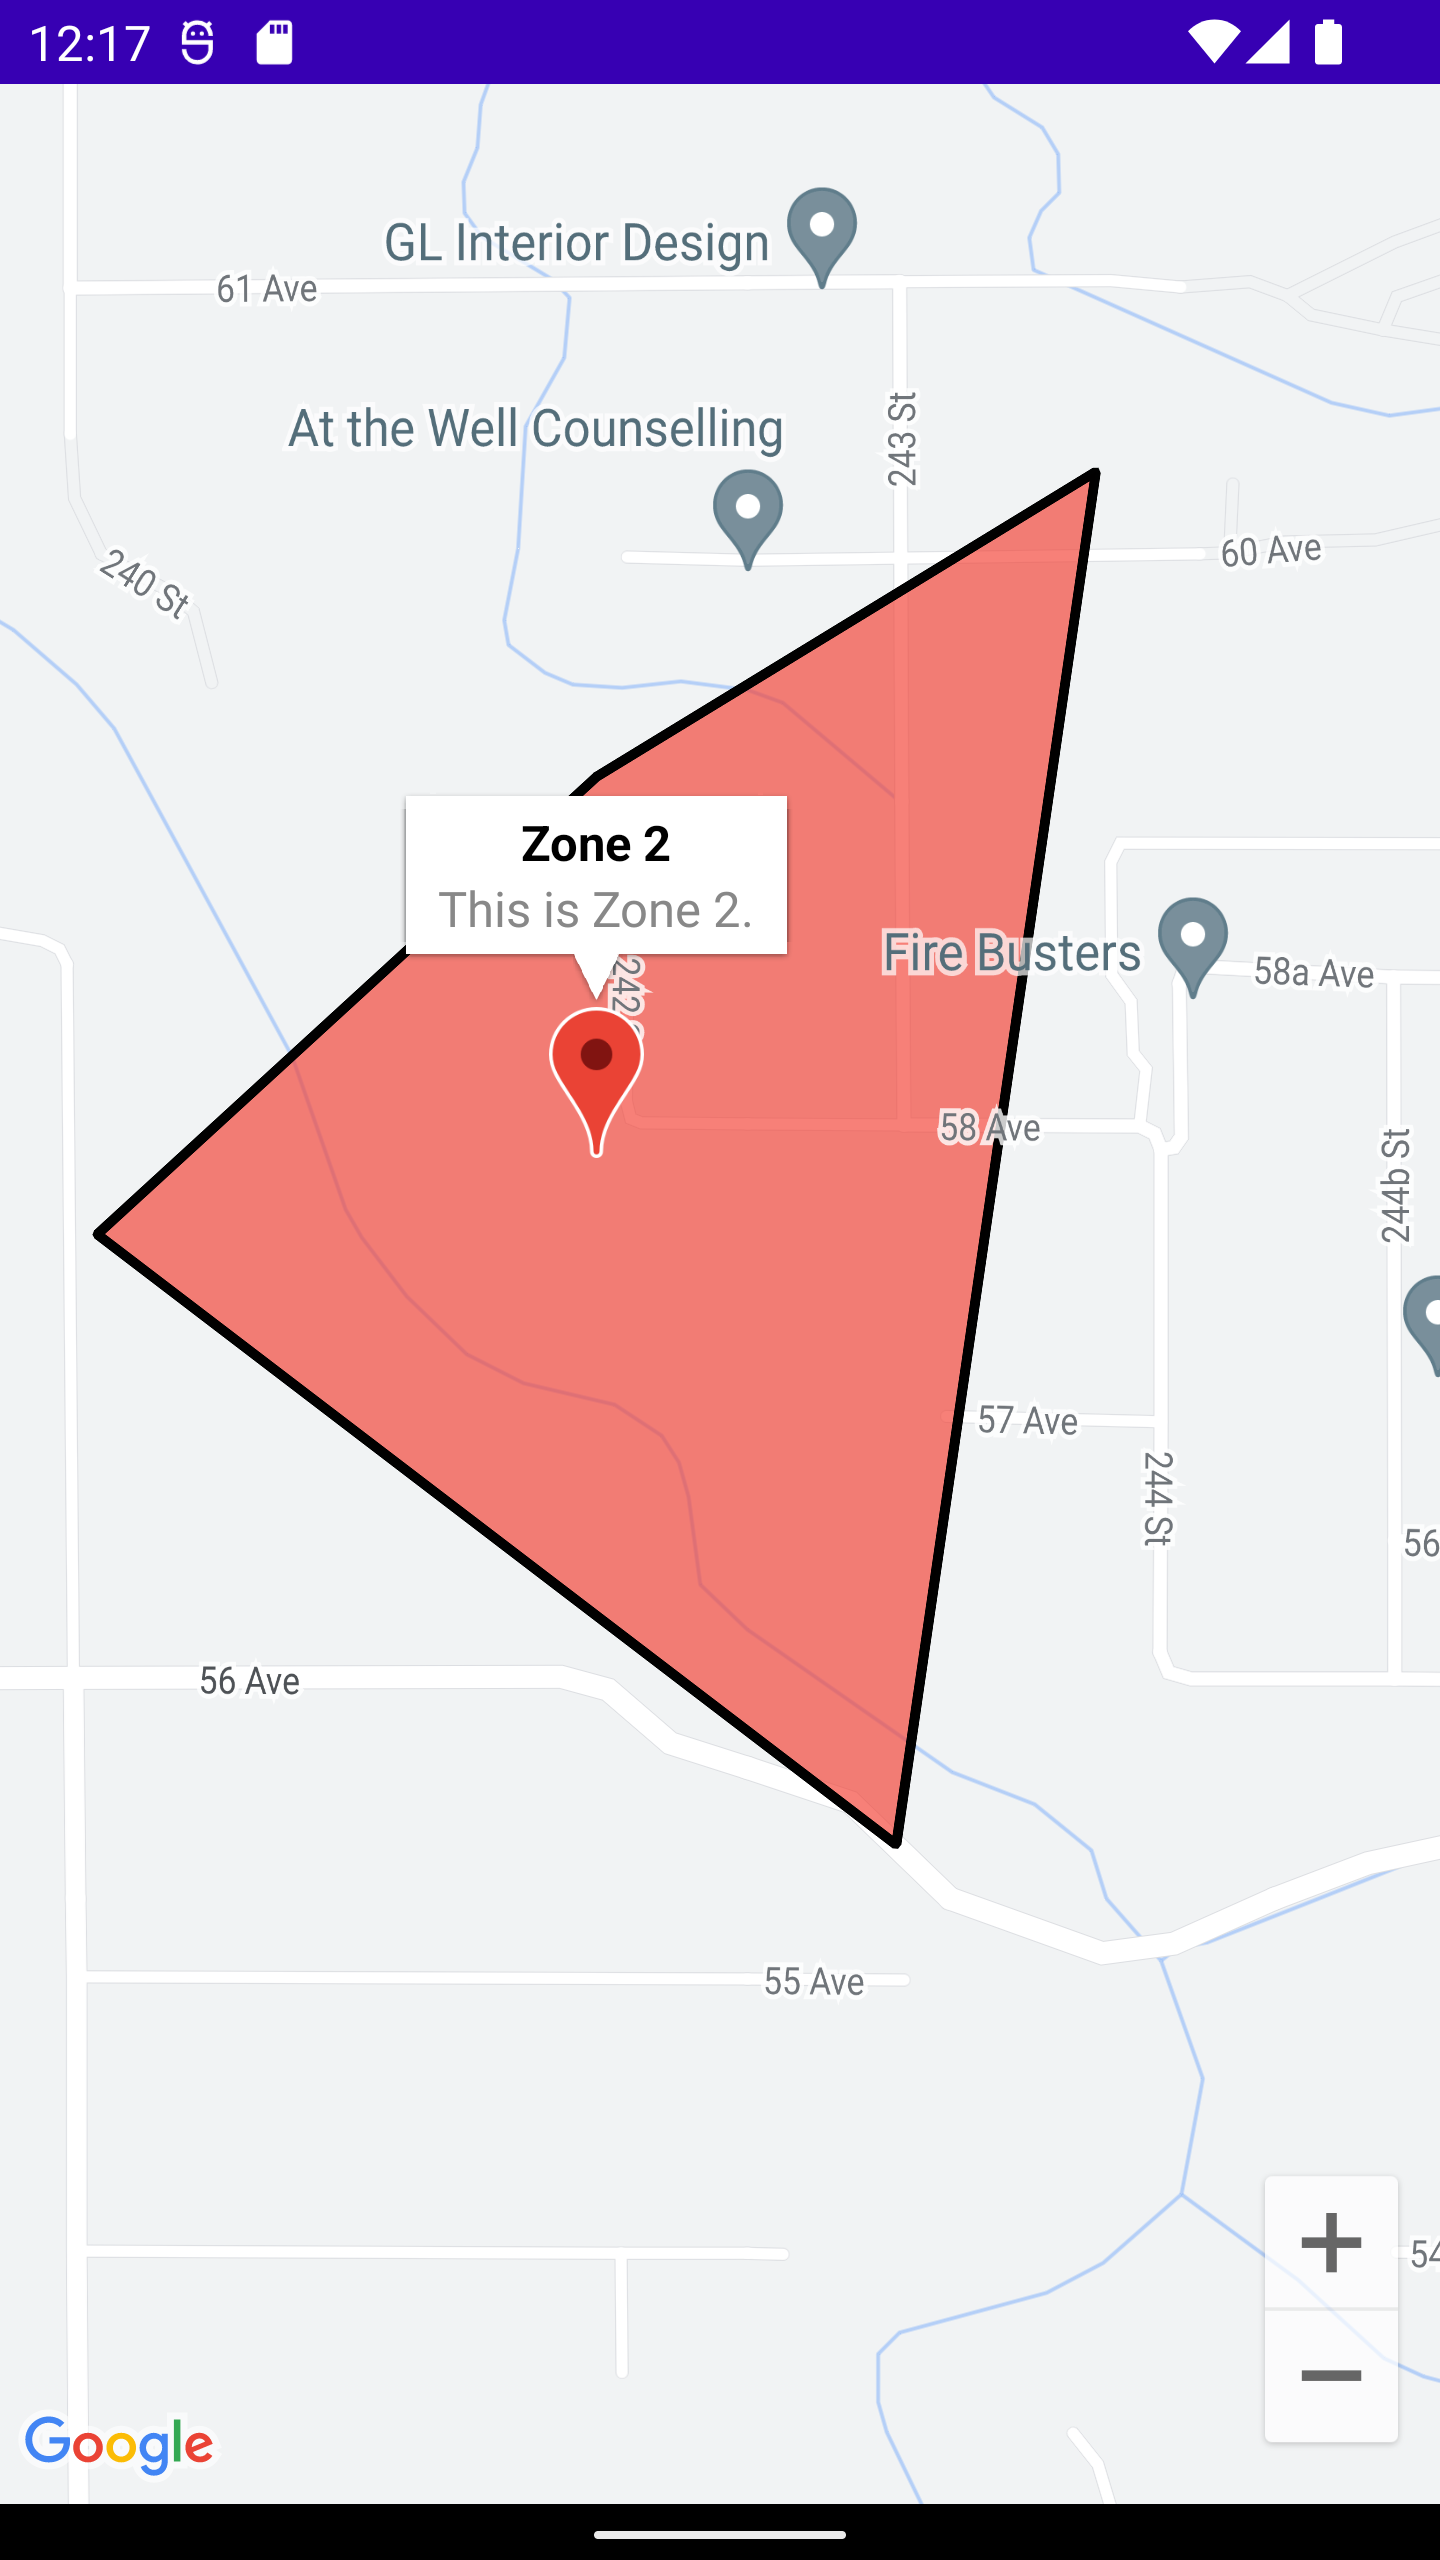 12:17
GL Interior Design
61 Ave
At the Well Counselling
243 St
60 Ave
240 St
Zone 2
This is Zone 2.
242
Fire Busters
58a Ave
58 Ave
244b St
57 Ave
244 St
56
56 Ave
55 Ave
54
Google